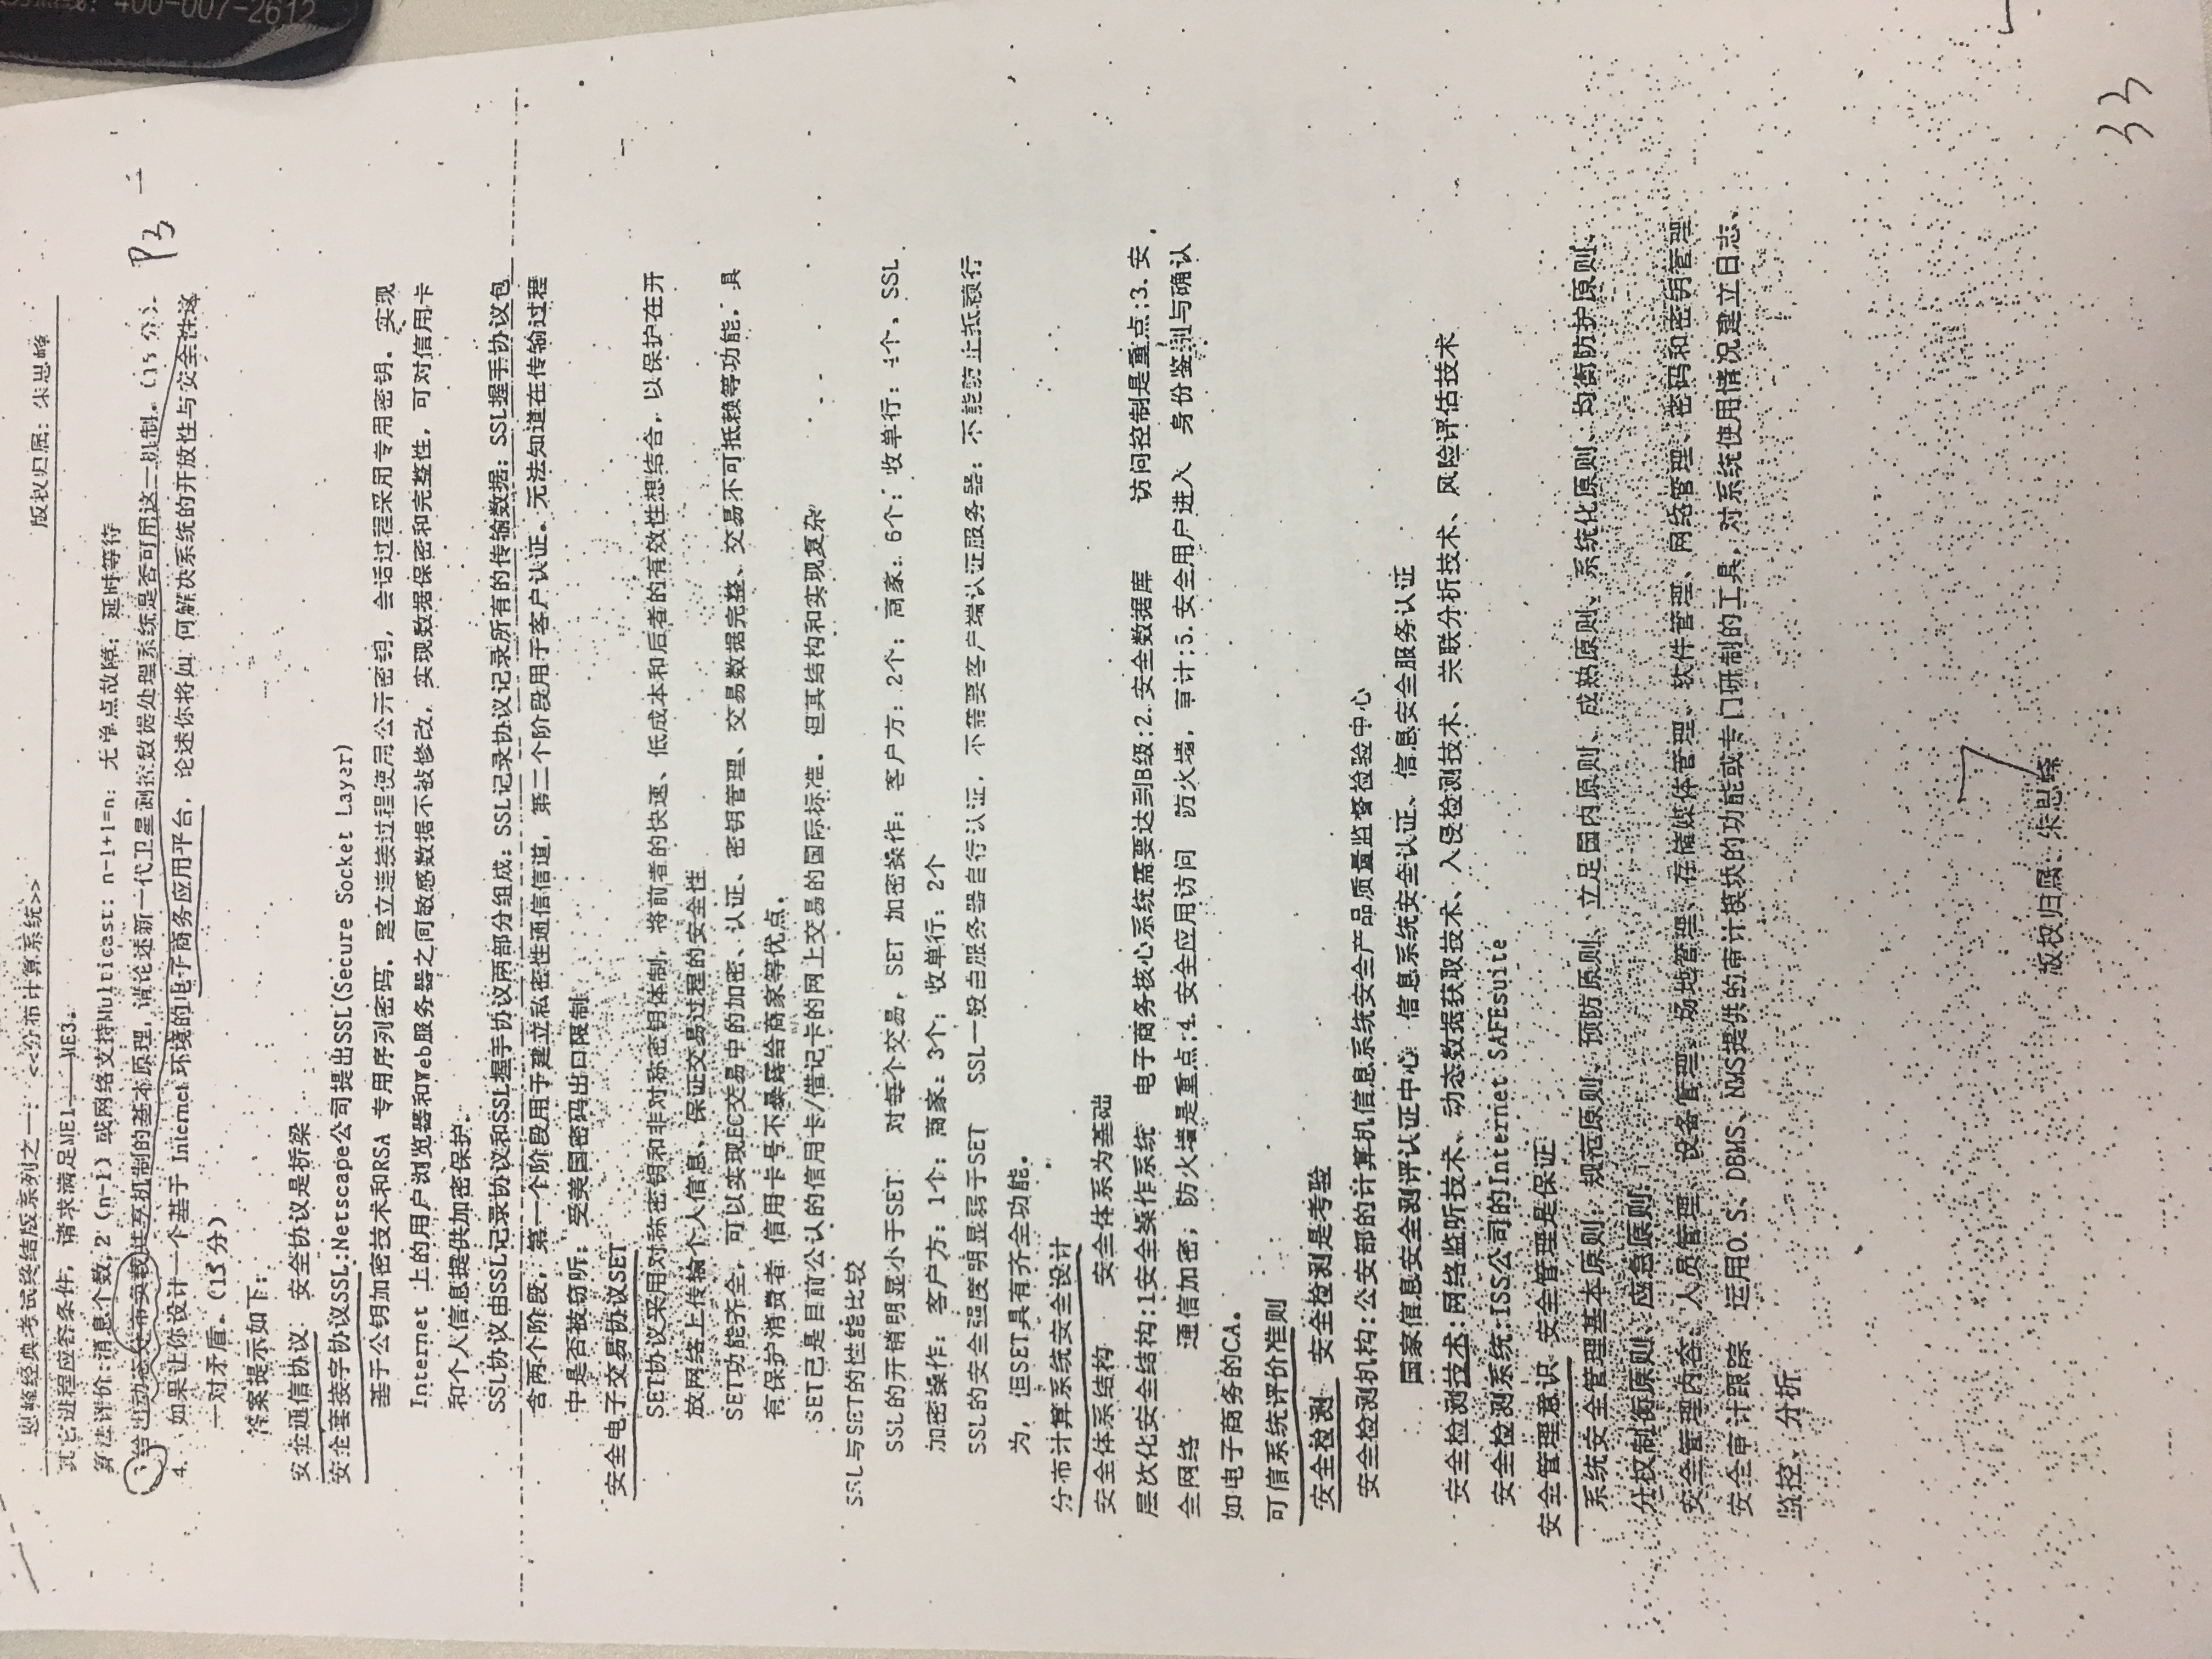 思峰经典考试终结版系列之一: <<分布计算系统>> 版权归属: 朱思峰
其它进程应答条件, 请求满足ME1——ME3。
算法评价:消息个数, 2 (n-1) 或网络支持Multicast: n-1+1=n; 无单点故障; 延时等待
3 给出动态分布负载共享机制的基本原理, 请论述新一代卫星测控数据处理系统是否可用这一机制。(15 分). P3
4. 如果让你设计一个基于 Internet 环境的电子商务应用平台, 论述你将如 何解决系统的开放性与安全性这
一对矛盾。(15 分)
答案提示如下:
安全通信协议: 安全协议是桥梁
安全套接字协议SSL:Netscape公司提出SSL(Secure Socket Layer)
基于公钥加密技术和RSA 专用序列密码. 建立连接过程使用公开密钥, 会话过程采用专用密钥. 实现
Internet 上的用户浏览器和Web服务器之间敏感数据不被修改, 实现数据保密和完整性, 可对信用卡
和个人信息提供加密保护.
SSL协议由SSL记录协议和SSL握手协议两部分组成: SSL记录协议记录所有的传输数据; SSL握手协议包
含两个阶段, 第一个阶段用于建立私密性通信信道, 第二个阶段用于客户认证。无法知道在传输过程
中是否被窃听; 受美国密码出口限制
安全电子交易协议SET
SET协议采用对称密钥和非对称密钥体制, 将前者的快速、低成本和后者的有效性想结合, 以保护在开
放网络上传输个人信息、保证交易过程的安全性
SET功能齐全, 可以实现EC交易中的加密、认证、密钥管理、交易数据完整、交易不可抵赖等功能. 具
有保护消费者 信用卡号不暴露给商家等优点.
SET已是目前公认的信用卡/借记卡的网上交易的国际标准. 但其结构和实现复杂
SSL与SET的性能比较
SSL的开销明显小于SET 对每个交易, SET 加密操作: 客户方: 2个; 商家: 6个; 收单行: 4个. SSL
加密操作: 客户方: 1个; 商家: 3个; 收单行: 2个
SSL的安全强度明显弱于SET SSL一般由服务器自行认证, 不需要客户端认证服务器; 不能防止抵赖行
为, 但SET具有齐全功能.
分布计算系统安全设计
安全体系结构 安全体系为基础
层次化安全结构:1安全操作系统 电子商务核心系统需要达到B级;2. 安全数据库 访问控制是重点;3. 安
全网络 通信加密, 防火墙是重点;4. 安全应用访问 防火墙, 审计;5. 安全用户进入 身份鉴别与确认
如电子商务的CA。
可信系统评价准则
安全检测 安全检测是考验
安全检测机构:公安部的计算机信息系统安全产品质量监督检验中心
国家信息安全测评认证中心 信息系统安全认证、信息安全服务认证
安全检测技术:网络监听技术、动态数据获取技术、入侵检测技术、关联分析技术、风险评估技术
安全检测系统:ISS公司的Internet SAFEsuite
安全管理意识 安全管理是保证
系统安全管理基本原则: 规范原则、预防原则、立足国内原则、成熟原则、系统化原则、均衡防护原则、
分权制衡原则、应急原则
安全管理内容: 人员管理、设备管理、场地管理、存储媒体管理、软件管理、网络管理、密码和密钥管理
安全审计跟踪 运用O.S、DBMS、NMS提供的审计模块的功能或专门研制的工具, 对系统使用情况建立日志、
监控、分析
7
版权归属: 朱思峰
33